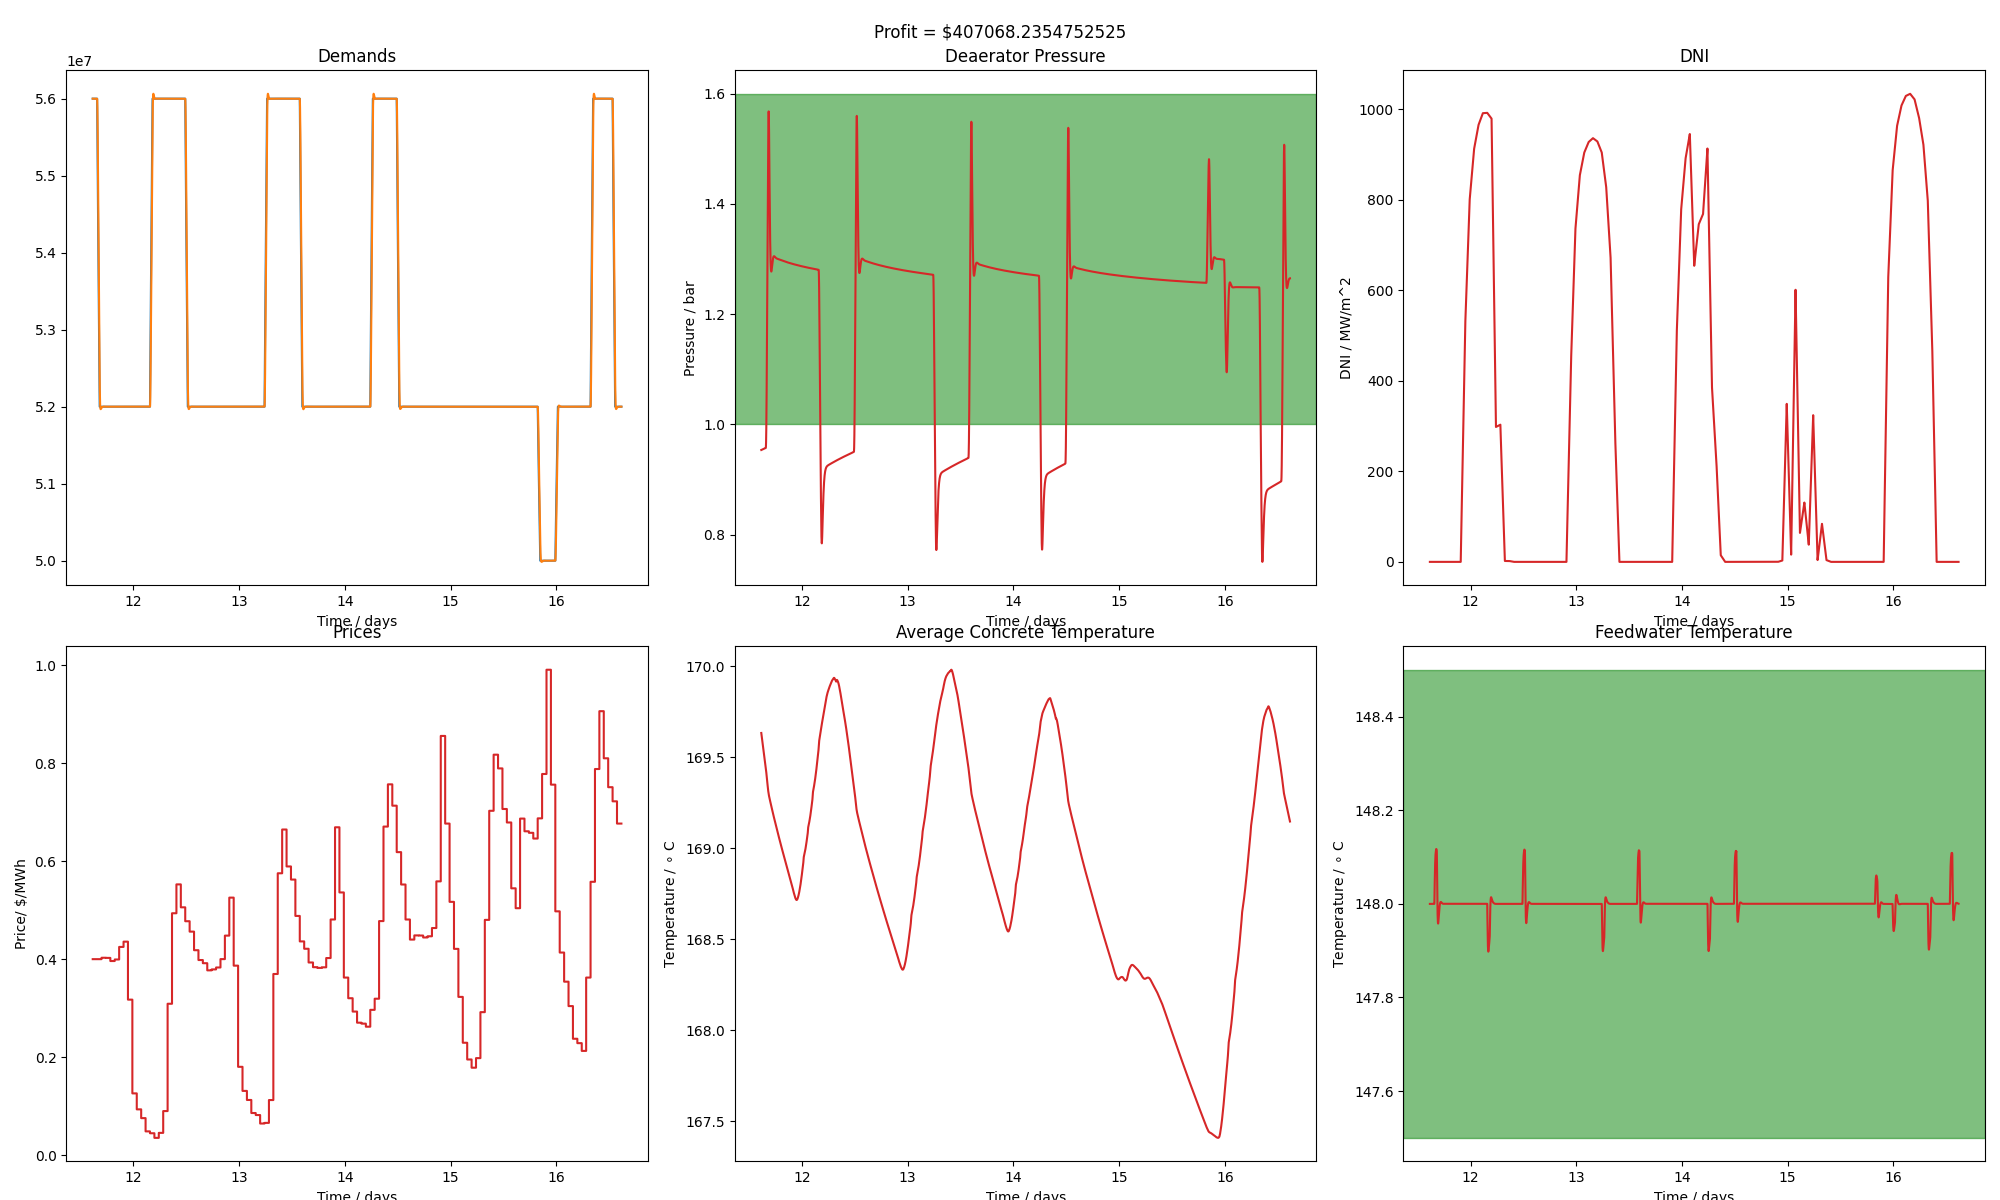 Profit = $407068.2354752525
Demands
1e7
5.6
5.5
5.4
5.3
5.2
5.1
5.0
12 13 14 15 16
Time / days
Deaerator Pressure
Pressure / bar
1.6
1.4
1.2
1.0
0.8
12 13 14 15 16
Time / days
DNI
DNI / MW/m^2
1000
800
600
400
200
0
12 13 14 15 16
Time / days
Prices
Price/ $/MWh
1.0
0.8
0.6
0.4
0.2
0.0
12 13 14 15 16
Time / days
Average Concrete Temperature
Temperature / ∘ C
170.0
169.5
169.0
168.5
168.0
167.5
12 13 14 15 16
Time / days
Feedwater Temperature
Temperature / ∘ C
148.4
148.2
148.0
147.8
147.6
12 13 14 15 16
Time / days